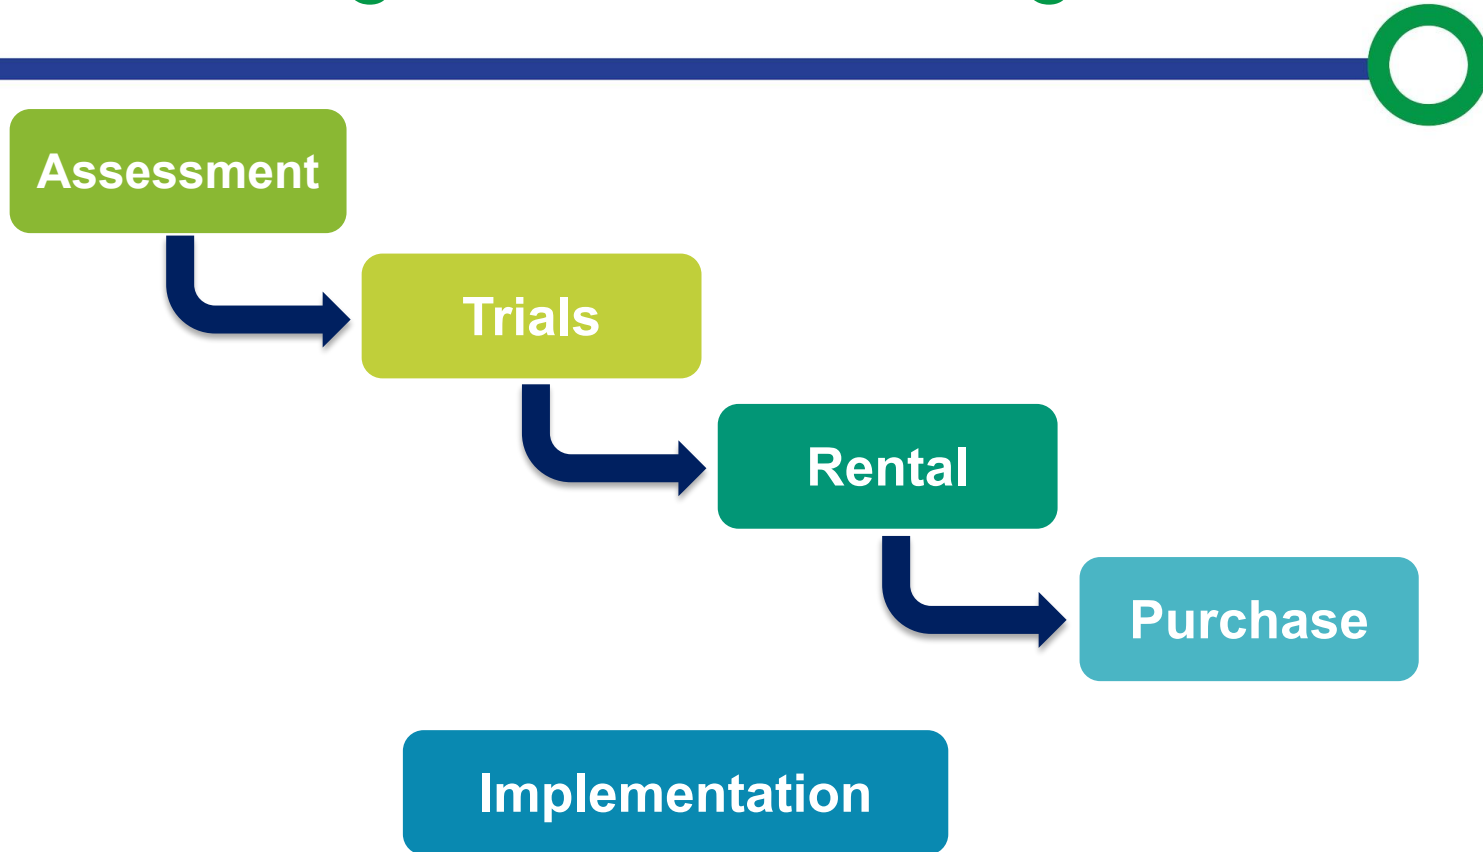 Assessment
Trials
Rental
Purchase
Implementation